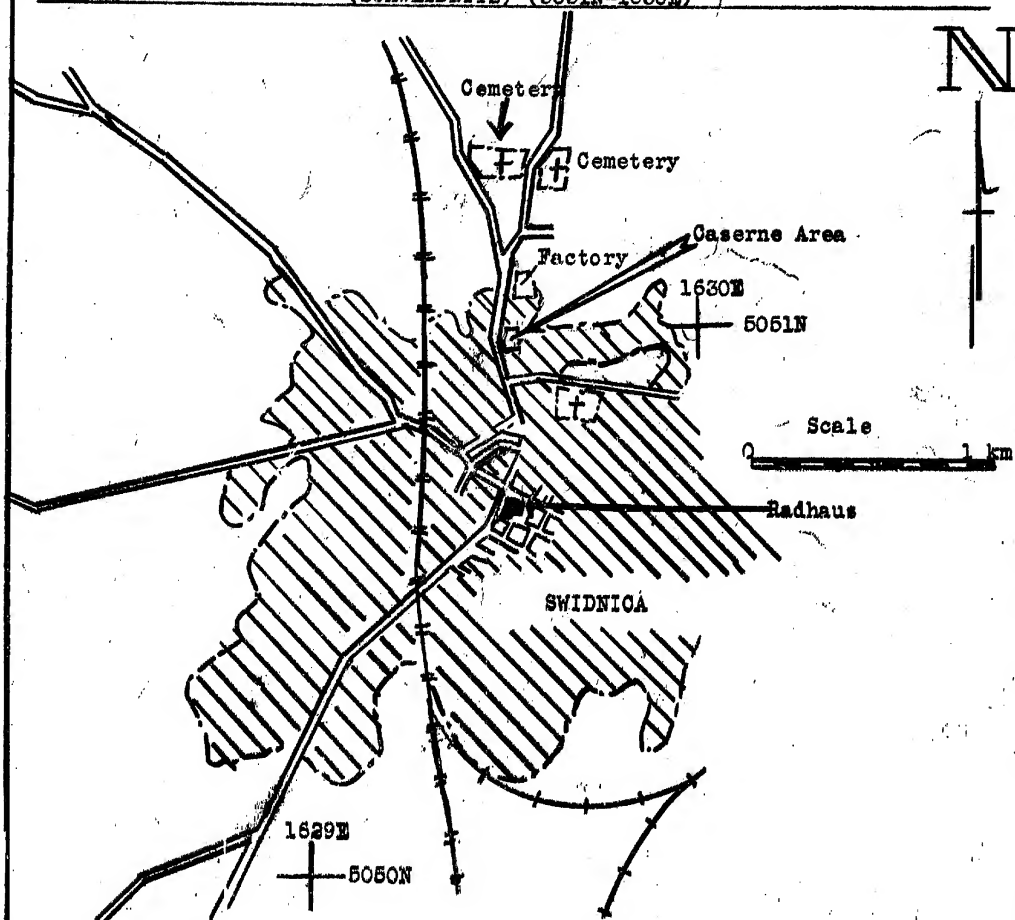 N
Cemetery
Cemetery
Caserne Area
Factory
1630E
5051N
Scale
0 1 km
Radhaus
SWIDNICA
1629E
5050N